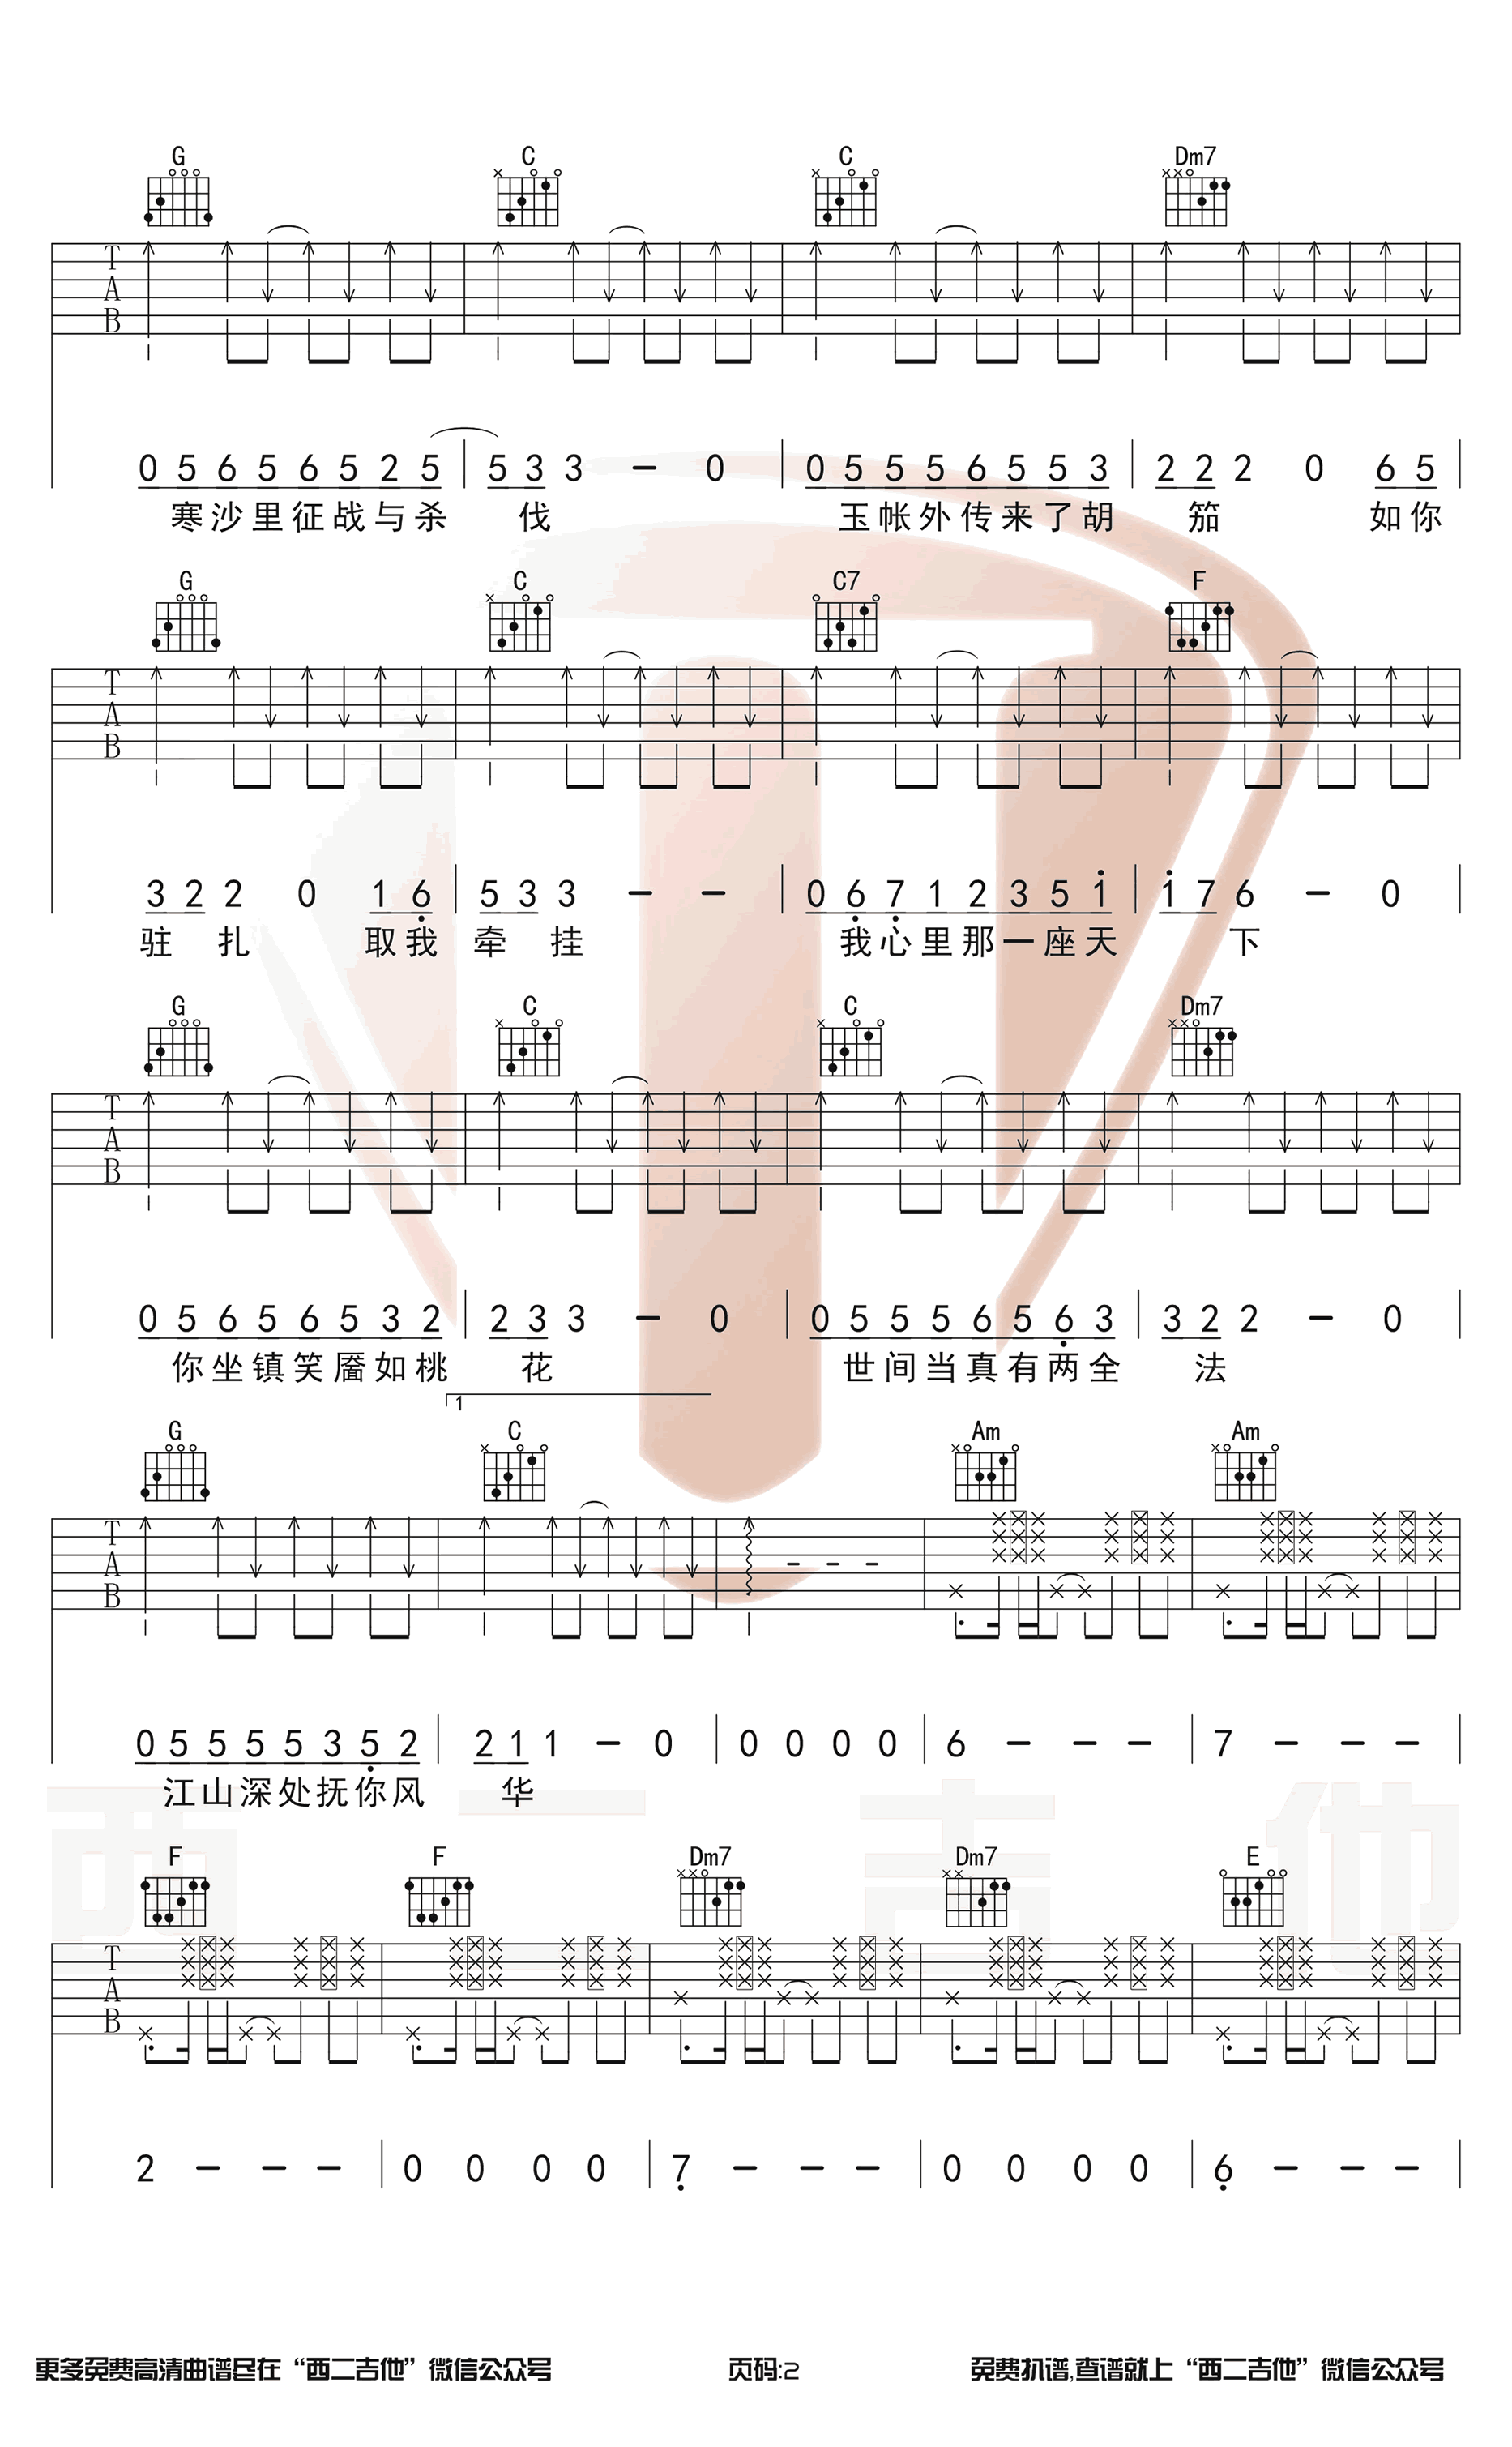 G C C Dm7
T
A
B
0 5 6 5 6 5 2 5 | 5 3 3 - 0 | 0 5 5 5 6 5 5 3 | 2 2 2 0 6 5 |
寒沙里征战与杀 伐 玉帐外传来了胡 笳 如你
G C C7 F
T
A
B
3 2 2 0 1 6̣ | 5 3 3 - - | 0 6̣ 7̣ 1 2 3 5 1̇ | 1̇ 7 6 - 0 |
驻 扎 取我 牵 挂 我心里那一座天 下
G C C Dm7
T
A
B
0 5 6 5 6 5 3 2 | 2 3 3 - 0 | 0 5 5 5 6 5 6̣ 3 | 3 2 2 - 0 |
你坐镇笑靥如桃 花 世间当真有两全 法
1
G C Am Am
T
A
B
0 5 5 5 5 3 5̣ 2 | 2 1 1 - 0 | 0 0 0 0 | 6 - - - | 7 - - - |
江山深处抚你风 华
西二吉他
F F Dm7 Dm7 E
T
A
B
2 - - - | 0 0 0 0 | 7̣ - - - | 0 0 0 0 | 6̣ - - - |
更多免费高清曲谱尽在“西二吉他”微信公众号 页码:2 免费扒谱,查谱就上“西二吉他”微信公众号